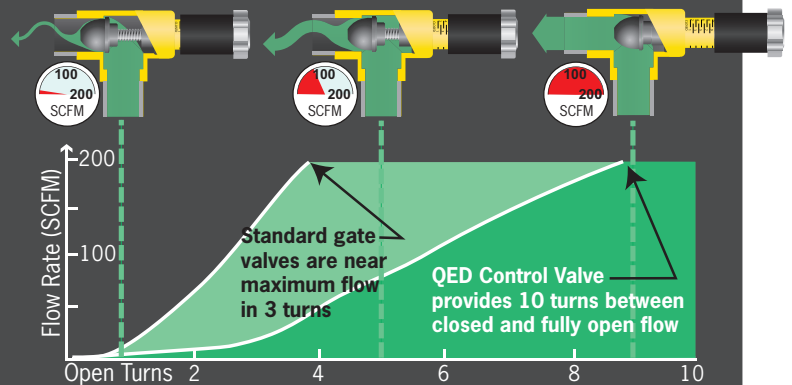 100
200
SCFM
100
200
SCFM
100
200
SCFM
Flow Rate (SCFM)
200
100
Standard gate
valves are near
maximum flow
in 3 turns
QED Control Valve
provides 10 turns between
closed and fully open flow
Open Turns 2 4 6 8 10